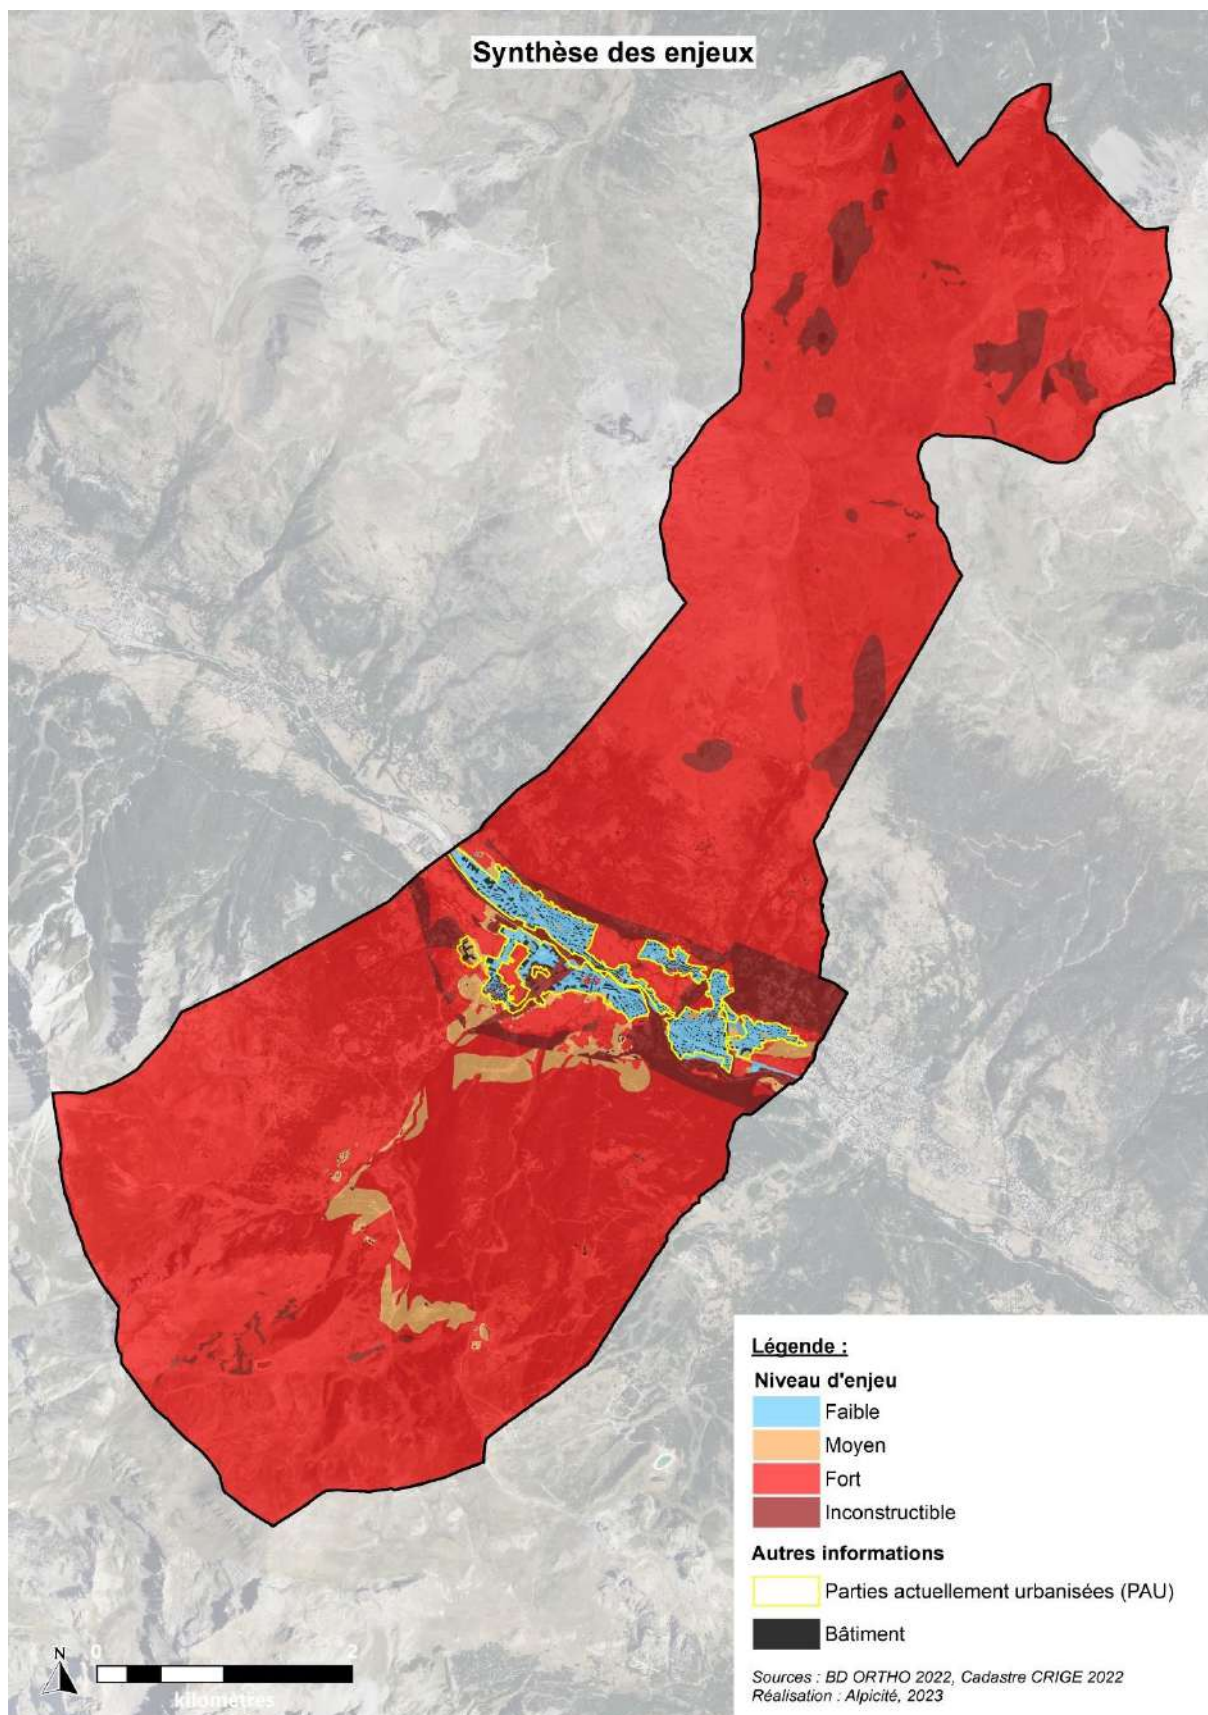 Synthèse des enjeux
Légende :
Niveau d'enjeu
Faible
Moyen
Fort
Inconstructible
Autres informations
Parties actuellement urbanisées (PAU)
Bâtiment
Sources : BD ORTHO 2022, Cadastre CRIGE 2022
Réalisation : Alpicité, 2023
N
0 2
kilomètres